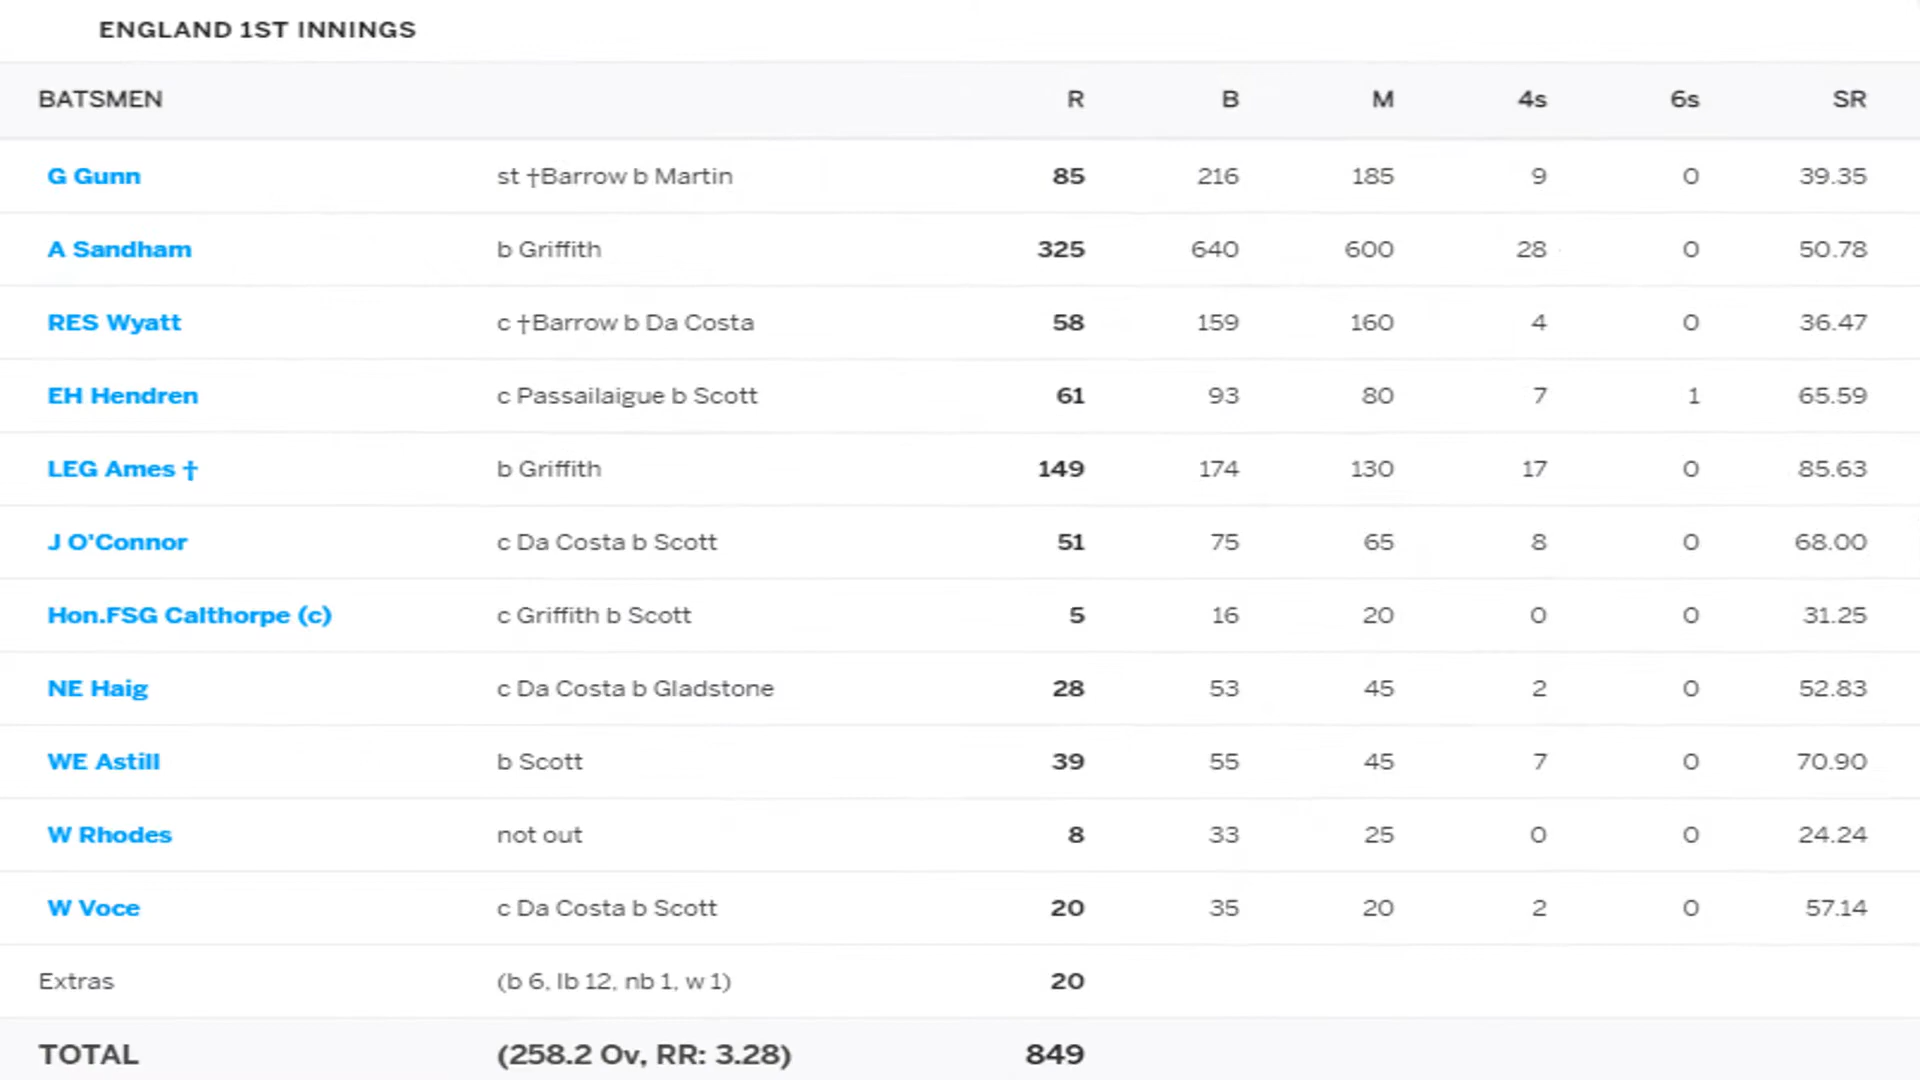 ENGLAND 1ST INNINGS
BATSMEN R B M 4s 6s SR
G Gunn st †Barrow b Martin 85 216 185 9 0 39.35
A Sandham b Griffith 325 640 600 28 0 50.78
RES Wyatt c †Barrow b Da Costa 58 159 160 4 0 36.47
EH Hendren c Passailaigue b Scott 61 93 80 7 1 65.59
LEG Ames † b Griffith 149 174 130 17 0 85.63
J O'Connor c Da Costa b Scott 51 75 65 8 0 68.00
Hon.FSG Calthorpe (c) c Griffith b Scott 5 16 20 0 0 31.25
NE Haig c Da Costa b Gladstone 28 53 45 2 0 52.83
WE Astill b Scott 39 55 45 7 0 70.90
W Rhodes not out 8 33 25 0 0 24.24
W Voce c Da Costa b Scott 20 35 20 2 0 57.14
Extras (b 6, lb 12, nb 1, w 1) 20
TOTAL (258.2 Ov, RR: 3.28) 849